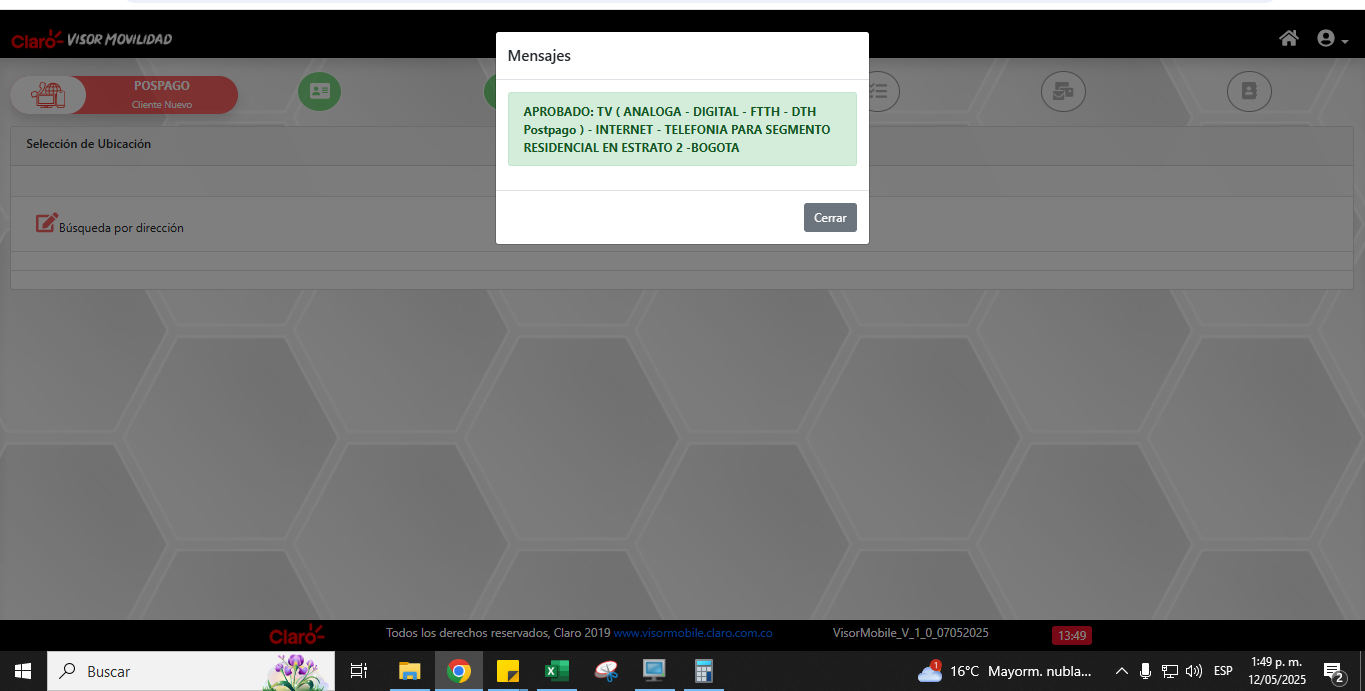 Claro VISOR MOVILIDAD
POSPAGO
Cliente Nuevo
Selección de Ubicación
Búsqueda por dirección
Mensajes
APROBADO: TV ( ANALOGA - DIGITAL - FTTH - DTH
Postpago ) - INTERNET - TELEFONIA PARA SEGMENTO
RESIDENCIAL EN ESTRATO 2 -BOGOTA
Cerrar
Claro
Todos los derechos reservados, Claro 2019 www.visormobile.claro.com.co
VisorMobile_V_1_0_07052025
13:49
Buscar
1
16°C Mayorm. nubla...
ESP
1:49 p. m.
12/05/2025
2